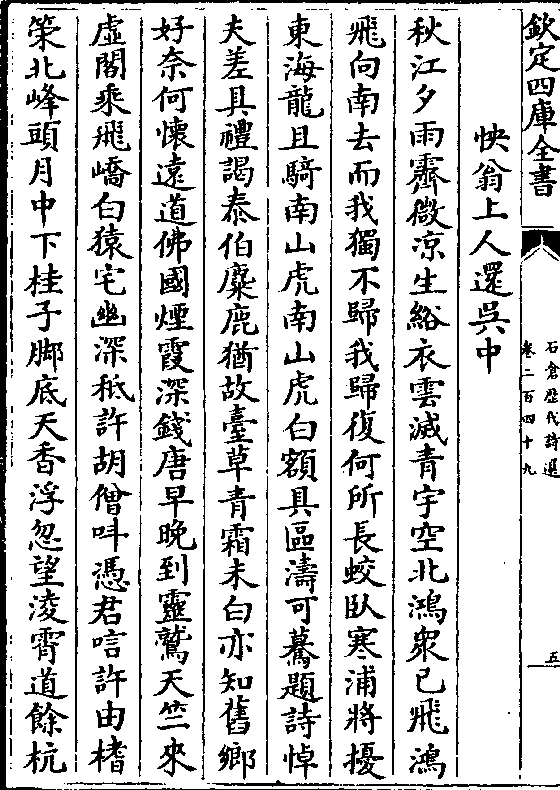 欽定四庫全書
石倉歷代詩選
卷二百四十九
五
怏翁上人還吳中
秋江夕雨霽微凉生綌衣雲滅青宇空北鴻衆已飛鴻
飛向南去而我獨不歸我歸復何所長蛟臥寒浦將擾
東海龍且騎南山虎南山虎白額具區濤可驀題詩悼
夫差具禮謁泰伯麋鹿猶故臺草青霜未白亦知舊鄉
好奈何懷遠道佛國煙霞深錢唐早晚到靈鷲天竺來
虛閣乘飛嶠白猿宅幽深秪許胡僧呌憑君唁許由楮
策北峰頭月中下桂子脚底天香浮忽望淩霄道餘杭